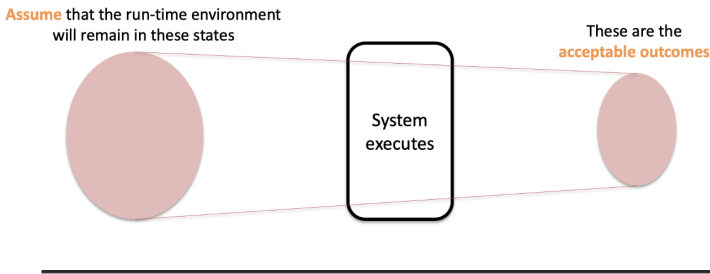 Assume that the run-time environment
will remain in these states
These are the
acceptable outcomes
System
executes